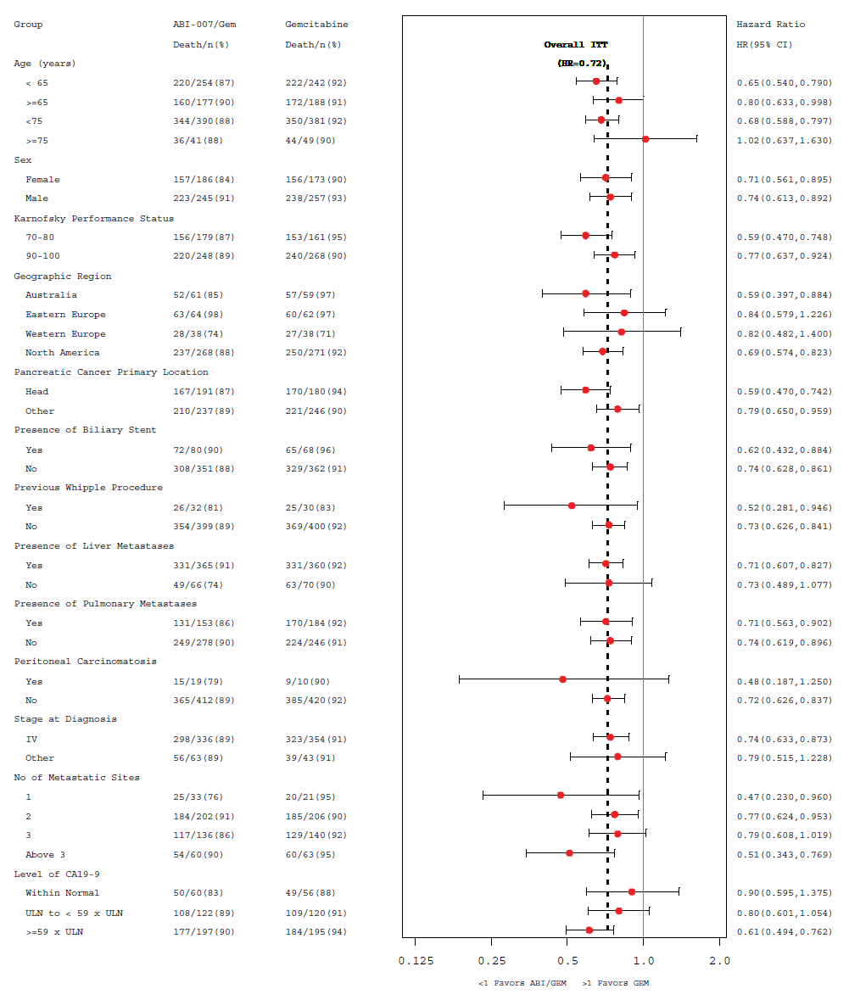 Group ABI-007/Gem Gemcitabine Hazard Ratio
Death/n(%) Death/n(%) Overall ITT HR(95% CI)
Age (years) (HR=0.72)
< 65 220/254(87) 222/242(92) 0.65(0.540,0.790)
>=65 160/177(90) 172/188(91) 0.80(0.633,0.998)
<75 344/390(88) 350/381(92) 0.68(0.588,0.797)
>=75 36/41(88) 44/49(90) 1.02(0.637,1.630)
Sex
Female 157/186(84) 156/173(90) 0.71(0.561,0.895)
Male 223/245(91) 238/257(93) 0.74(0.613,0.892)
Karnofsky Performance Status
70-80 156/179(87) 153/161(95) 0.59(0.470,0.748)
90-100 220/248(89) 240/268(90) 0.77(0.637,0.924)
Geographic Region
Australia 52/61(85) 57/59(97) 0.59(0.397,0.884)
Eastern Europe 63/64(98) 60/62(97) 0.84(0.579,1.226)
Western Europe 28/38(74) 27/38(71) 0.82(0.482,1.400)
North America 237/268(88) 250/271(92) 0.69(0.574,0.823)
Pancreatic Cancer Primary Location
Head 167/191(87) 170/180(94) 0.59(0.470,0.742)
Other 210/237(89) 221/246(90) 0.79(0.650,0.959)
Presence of Biliary Stent
Yes 72/80(90) 65/68(96) 0.62(0.432,0.884)
No 308/351(88) 329/362(91) 0.74(0.628,0.861)
Previous Whipple Procedure
Yes 26/32(81) 25/30(83) 0.52(0.281,0.946)
No 354/399(89) 369/400(92) 0.73(0.626,0.841)
Presence of Liver Metastases
Yes 331/365(91) 331/360(92) 0.71(0.607,0.827)
No 49/66(74) 63/70(90) 0.73(0.489,1.077)
Presence of Pulmonary Metastases
Yes 131/153(86) 170/184(92) 0.71(0.563,0.902)
No 249/278(90) 224/246(91) 0.74(0.619,0.896)
Peritoneal Carcinomatosis
Yes 15/19(79) 9/10(90) 0.48(0.187,1.250)
No 365/412(89) 385/420(92) 0.72(0.626,0.837)
Stage at Diagnosis
IV 298/336(89) 323/354(91) 0.74(0.633,0.873)
Other 56/63(89) 39/43(91) 0.79(0.515,1.228)
No of Metastatic Sites
1 25/33(76) 20/21(95) 0.47(0.230,0.960)
2 184/202(91) 185/206(90) 0.77(0.624,0.953)
3 117/136(86) 129/140(92) 0.79(0.608,1.019)
Above 3 54/60(90) 60/63(95) 0.51(0.343,0.769)
Level of CA19-9
Within Normal 50/60(83) 49/56(88) 0.90(0.595,1.375)
ULN to < 59 x ULN 108/122(89) 109/120(91) 0.80(0.601,1.054)
>=59 x ULN 177/197(90) 184/195(94) 0.61(0.494,0.762)
0.125 0.25 0.5 1.0 2.0
<1 Favors ABI/GEM >1 Favors GEM